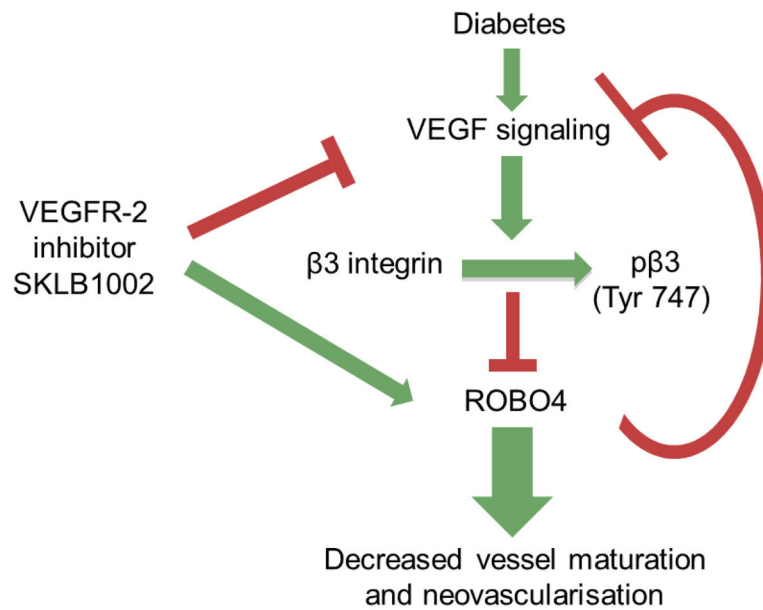 Diabetes
VEGF signaling
VEGFR-2
inhibitor
SKLB1002
β3 integrin
pβ3
(Tyr 747)
ROBO4
Decreased vessel maturation
and neovascularisation